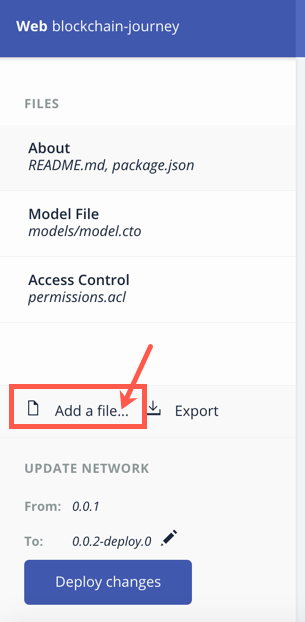 Web blockchain-journey
FILES
About
README.md, package.json
Model File
models/model.cto
Access Control
permissions.acl
Add a file... Export
UPDATE NETWORK
From: 0.0.1
To: 0.0.2-deploy.0
Deploy changes